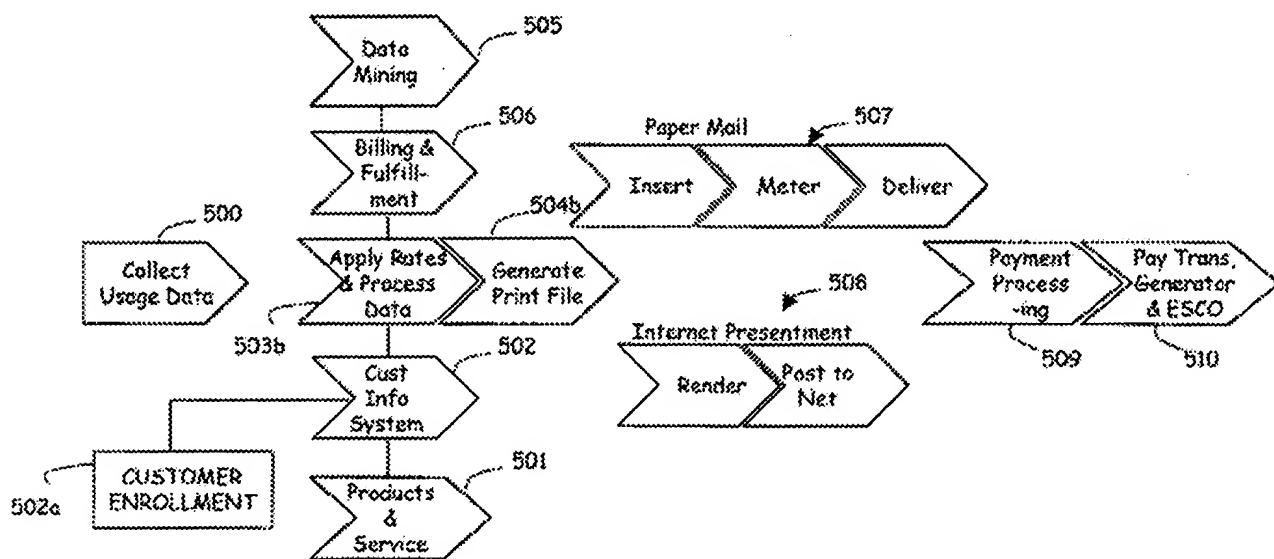 505
Data
Mining
506
Billing &
Fulfill-
ment
Paper Mail
507
Insert
Meter
Deliver
500
Collect
Usage Data
504b
Apply Rates
& Process
Data
Generate
Print File
503b
Payment
Process
-ing
Pay Trans,
Generator
& ESCO
509
510
508
Internet Presentment
Render
Post to
Net
502
Cust
Info
System
CUSTOMER
ENROLLMENT
502a
501
Products
&
Service